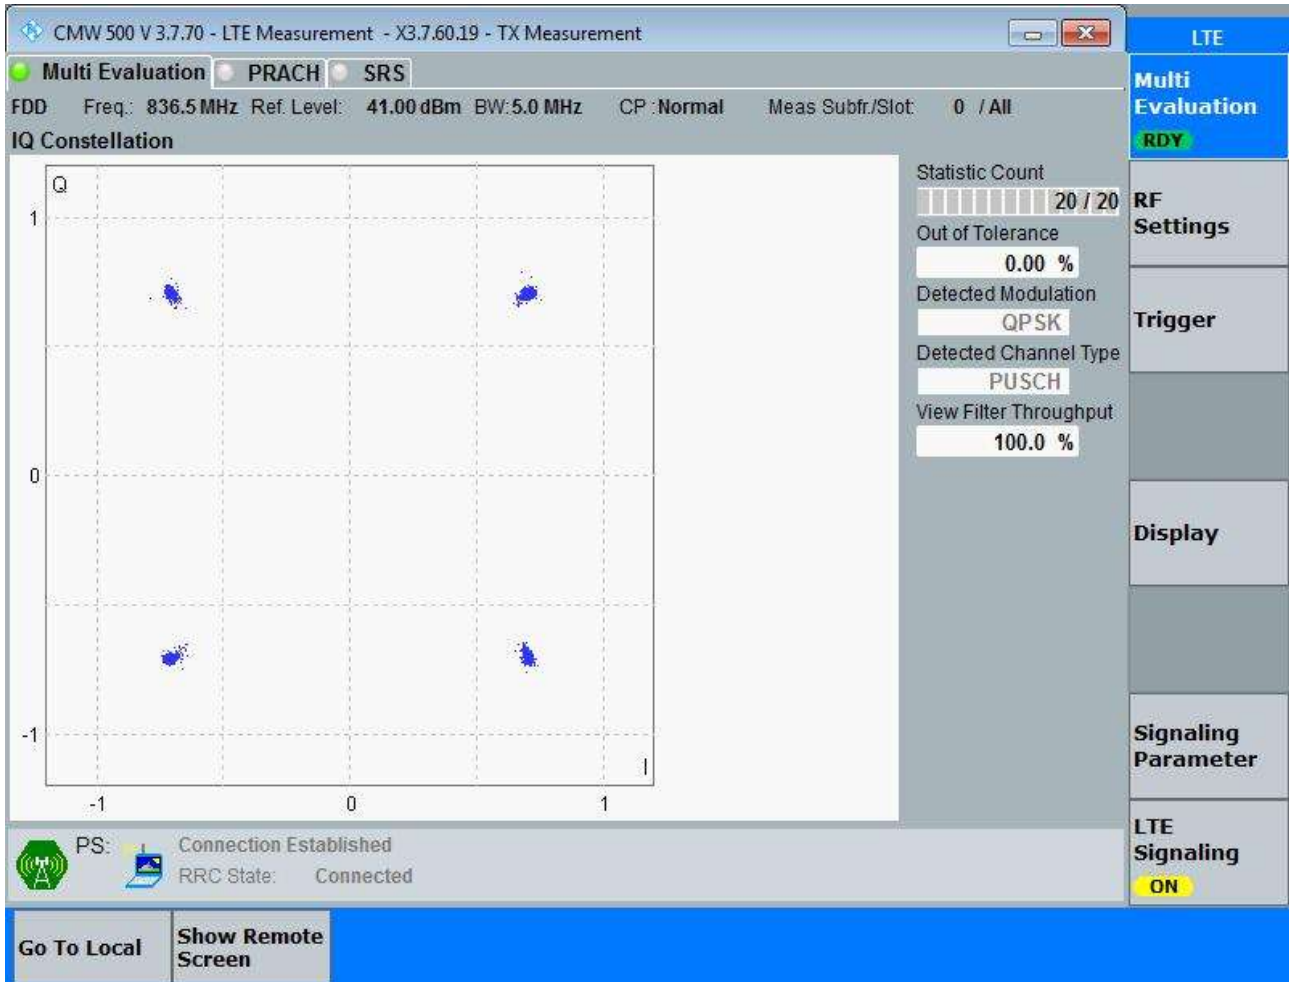 CMW 500 V 3.7.70 - LTE Measurement - X3.7.60.19 - TX Measurement
LTE
Multi Evaluation PRACH SRS
FDD Freq.: 836.5 MHz Ref. Level: 41.00 dBm BW: 5.0 MHz CP : Normal Meas Subfr./Slot: 0 / All
IQ Constellation
Q
1
0
-1
I
-1 0 1
Statistic Count
20 / 20
Out of Tolerance
0.00 %
Detected Modulation
QPSK
Detected Channel Type
PUSCH
View Filter Throughput
100.0 %
Multi
Evaluation
RDY
RF
Settings
Trigger
Display
Signaling
Parameter
LTE
Signaling
ON
PS: Connection Established
RRC State: Connected
Go To Local
Show Remote
Screen